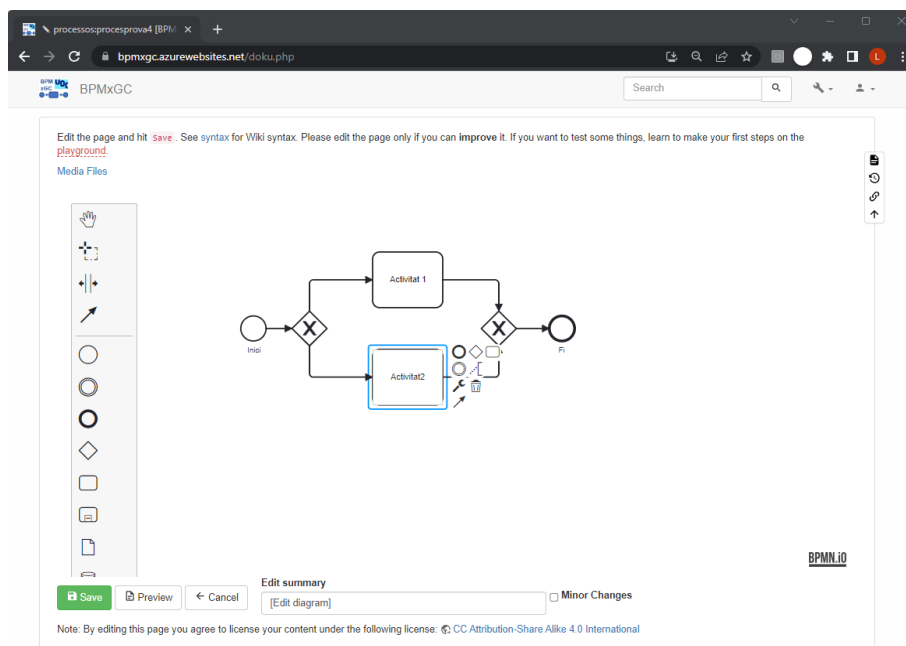 processos:procesprova4 [BPM
bpmxgc.azurewebsites.net/doku.php
L
BPM UOC
xGC
BPMxGC
Search
Edit the page and hit Save . See syntax for Wiki syntax. Please edit the page only if you can improve it. If you want to test some things, learn to make your first steps on the
playground.
Media Files
Activitat 1
X
X
Inici
Fi
Activitat2
BPMN.iO
Save
Preview
Cancel
Edit summary
[Edit diagram]
Minor Changes
Note: By editing this page you agree to license your content under the following license: CC Attribution-Share Alike 4.0 International